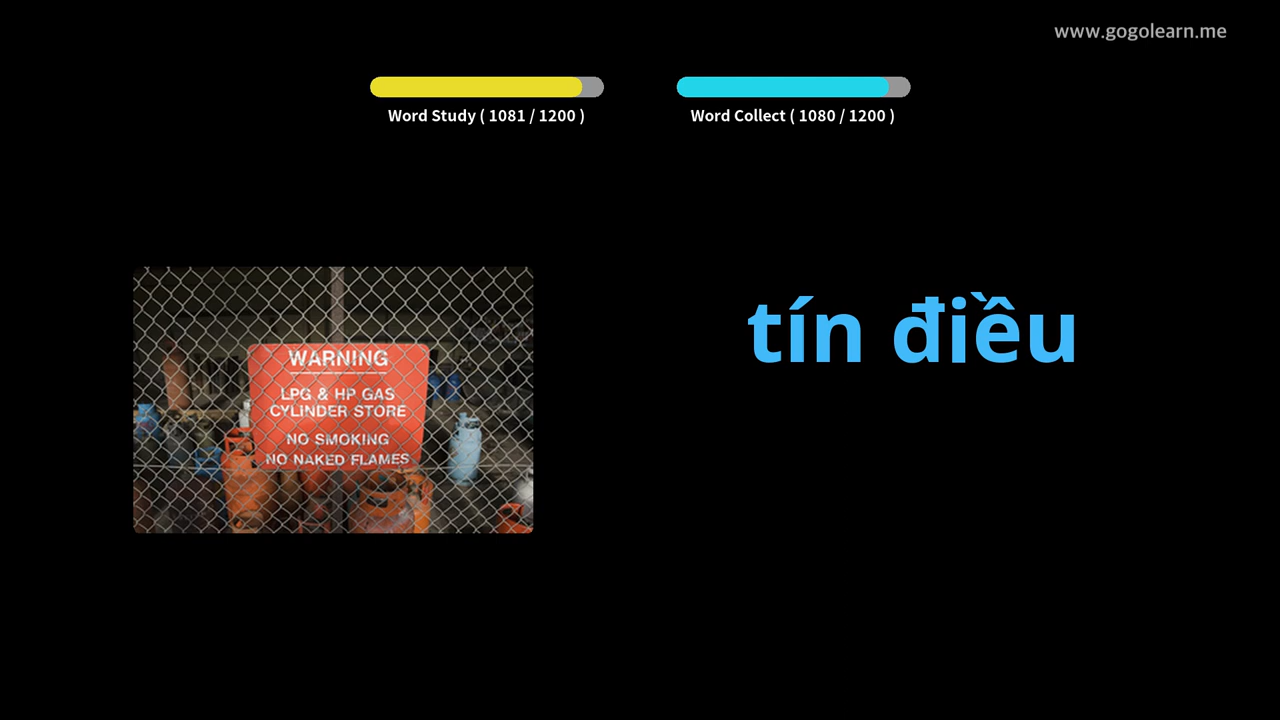 www.gogolearn.me
Word Study ( 1081 / 1200 )
Word Collect ( 1080 / 1200 )
tín điều
WARNING
LPG & HP GAS
CYLINDER STORE
NO SMOKING
NO NAKED FLAMES